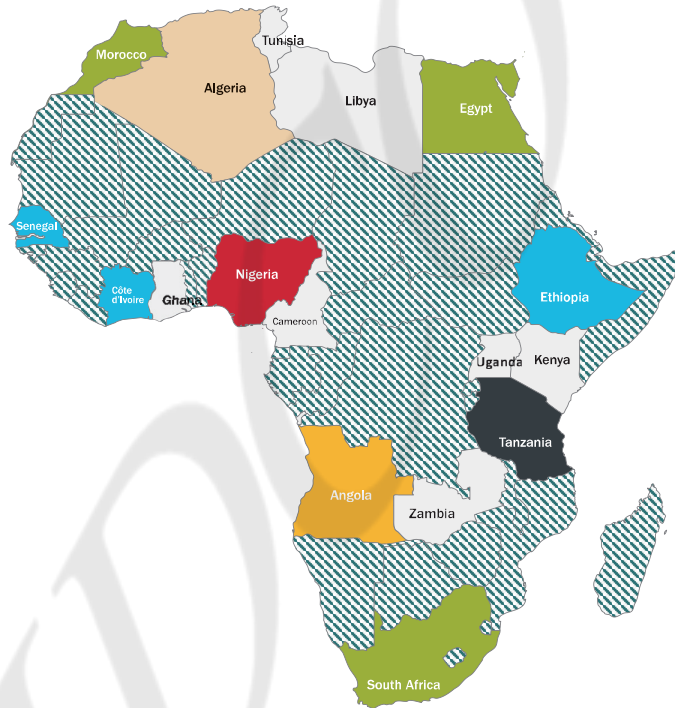 Tunisia
Morocco
Algeria
Libya
Egypt
Senegal
Nigeria
Côte
d'Ivoire
Ghana
Ethiopia
Cameroon
Uganda
Kenya
Tanzania
Angola
Zambia
South Africa